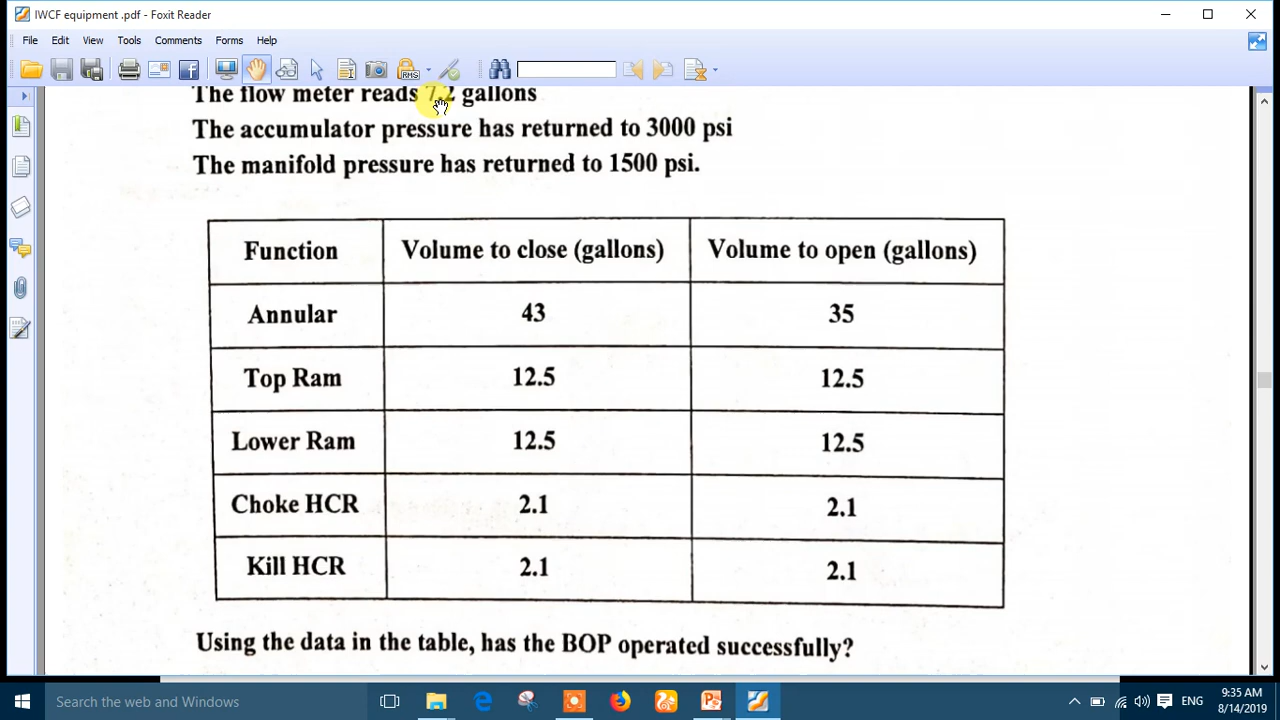 IWCF equipment .pdf - Foxit Reader
File Edit View Tools Comments Forms Help
RMS
The flow meter reads 7.2 gallons
The accumulator pressure has returned to 3000 psi
The manifold pressure has returned to 1500 psi.
Function Volume to close (gallons) Volume to open (gallons)
Annular 43 35
Top Ram 12.5 12.5
Lower Ram 12.5 12.5
Choke HCR 2.1 2.1
Kill HCR 2.1 2.1
Using the data in the table, has the BOP operated successfully?
Search the web and Windows
ENG
9:35 AM
8/14/2019